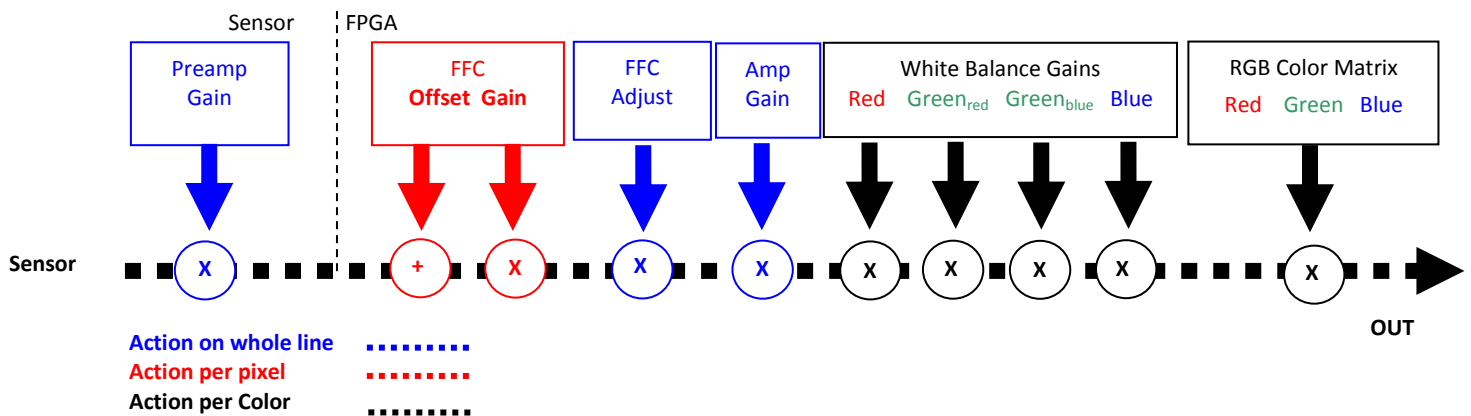 Sensor FPGA
Preamp
Gain
FFC
Offset Gain
FFC
Adjust
Amp
Gain
White Balance Gains
Red Greenred Greenblue Blue
RGB Color Matrix
Red Green Blue
Sensor
X
+
X
X
X
X
X
X
X
X
OUT
Action on whole line
Action per pixel
Action per Color